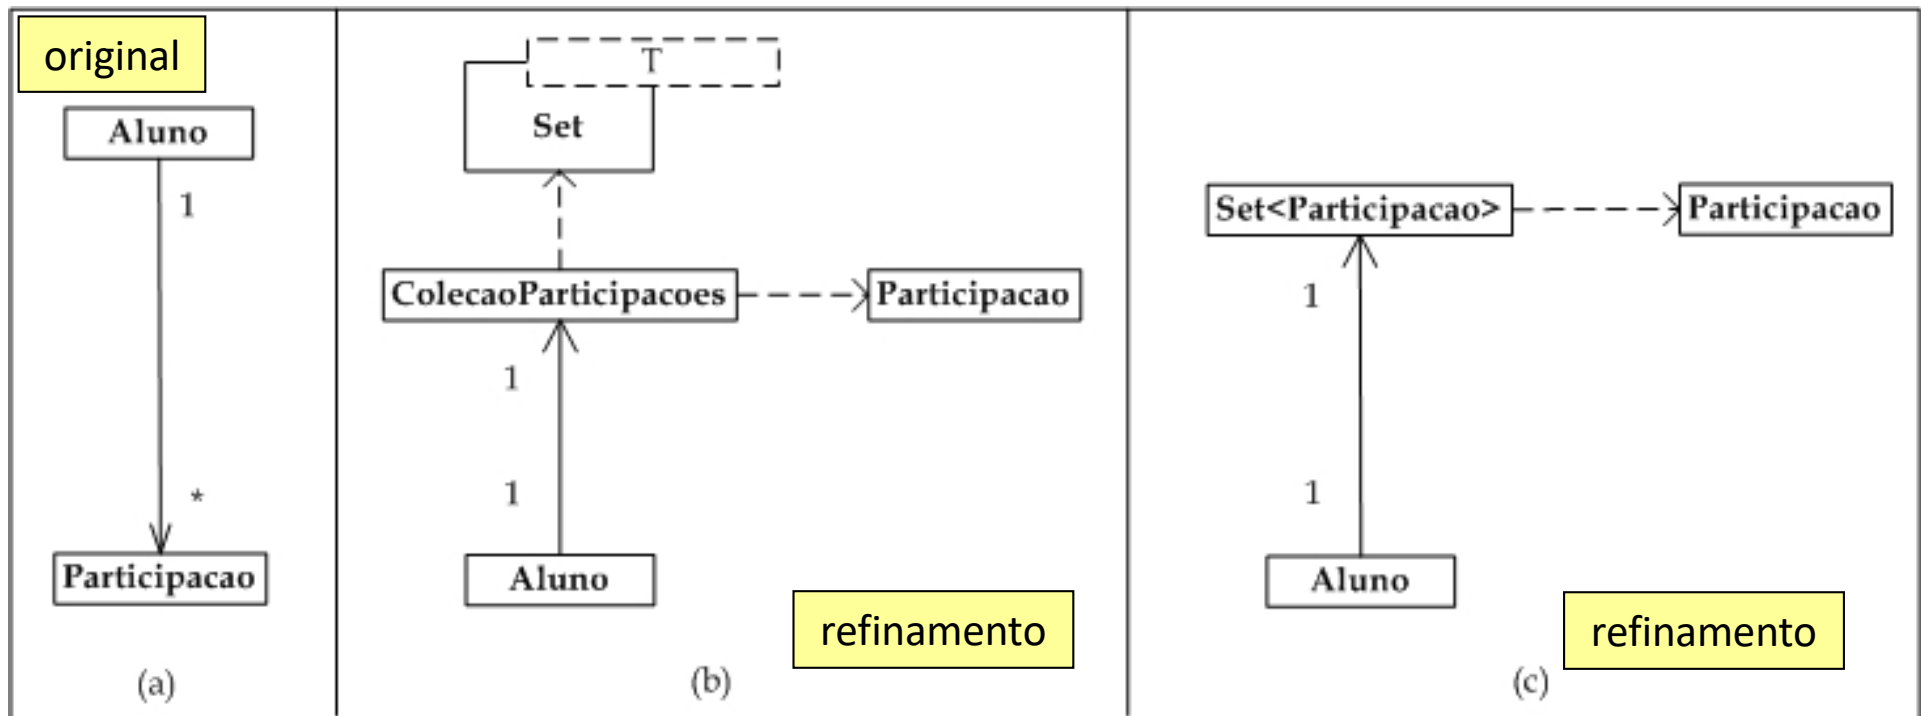 original
Aluno
1
*
Participacao
(a)
T
Set
ColecaoParticipacoes
Participacao
1
1
Aluno
refinamento
(b)
Set<Participacao>
Participacao
1
1
Aluno
refinamento
(c)